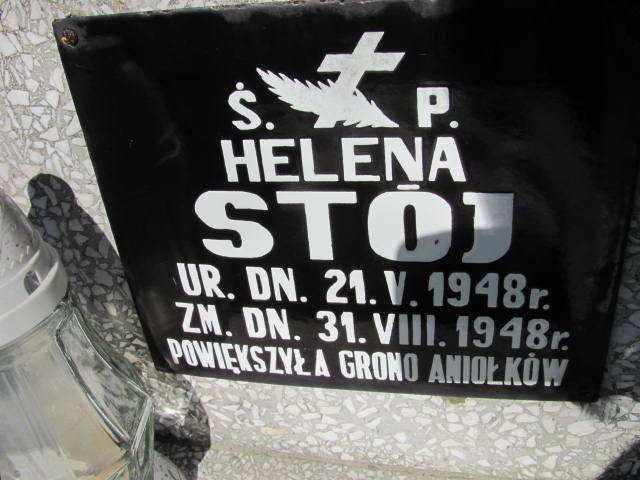 Ś. P.
HELENA
STÓJ
UR. DN. 21. V. 1948r.
ZM. DN. 31. VIII. 1948r.
POWIĘKSZYŁA GRONO ANIOŁKÓW